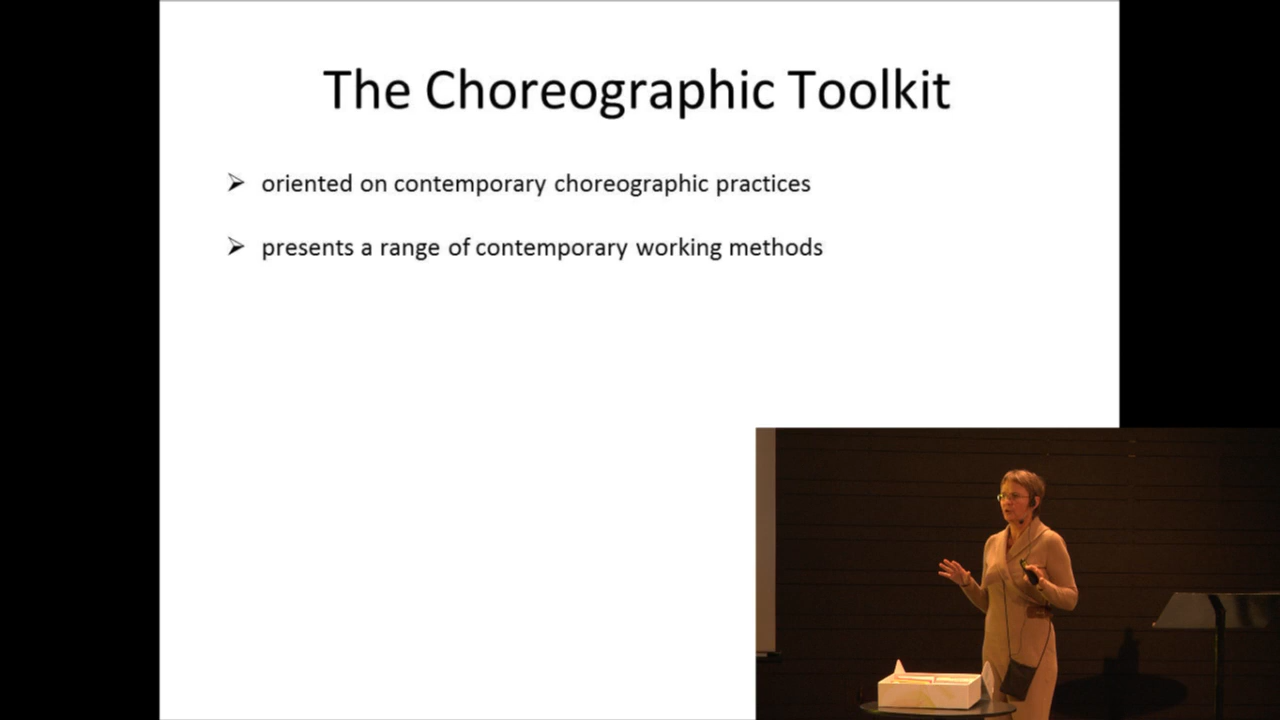 The Choreographic Toolkit
➢ oriented on contemporary choreographic practices
➢ presents a range of contemporary working methods